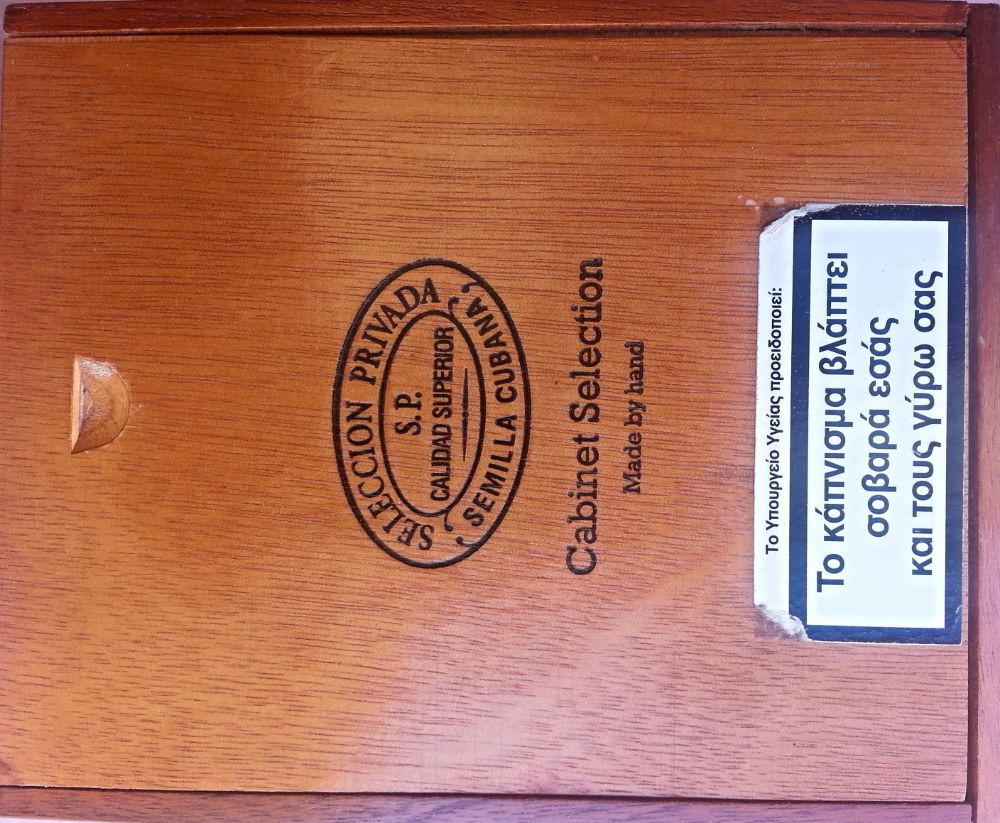 SELECCION PRIVADA
S.P.
CALIDAD SUPERIOR
SEMILLA CUBANA
Cabinet Selection
Made by hand
Το Υπουργείο Υγείας προειδοποιεί:
Το κάπνισμα βλάπτει
σοβαρά εσάς
και τους γύρω σας